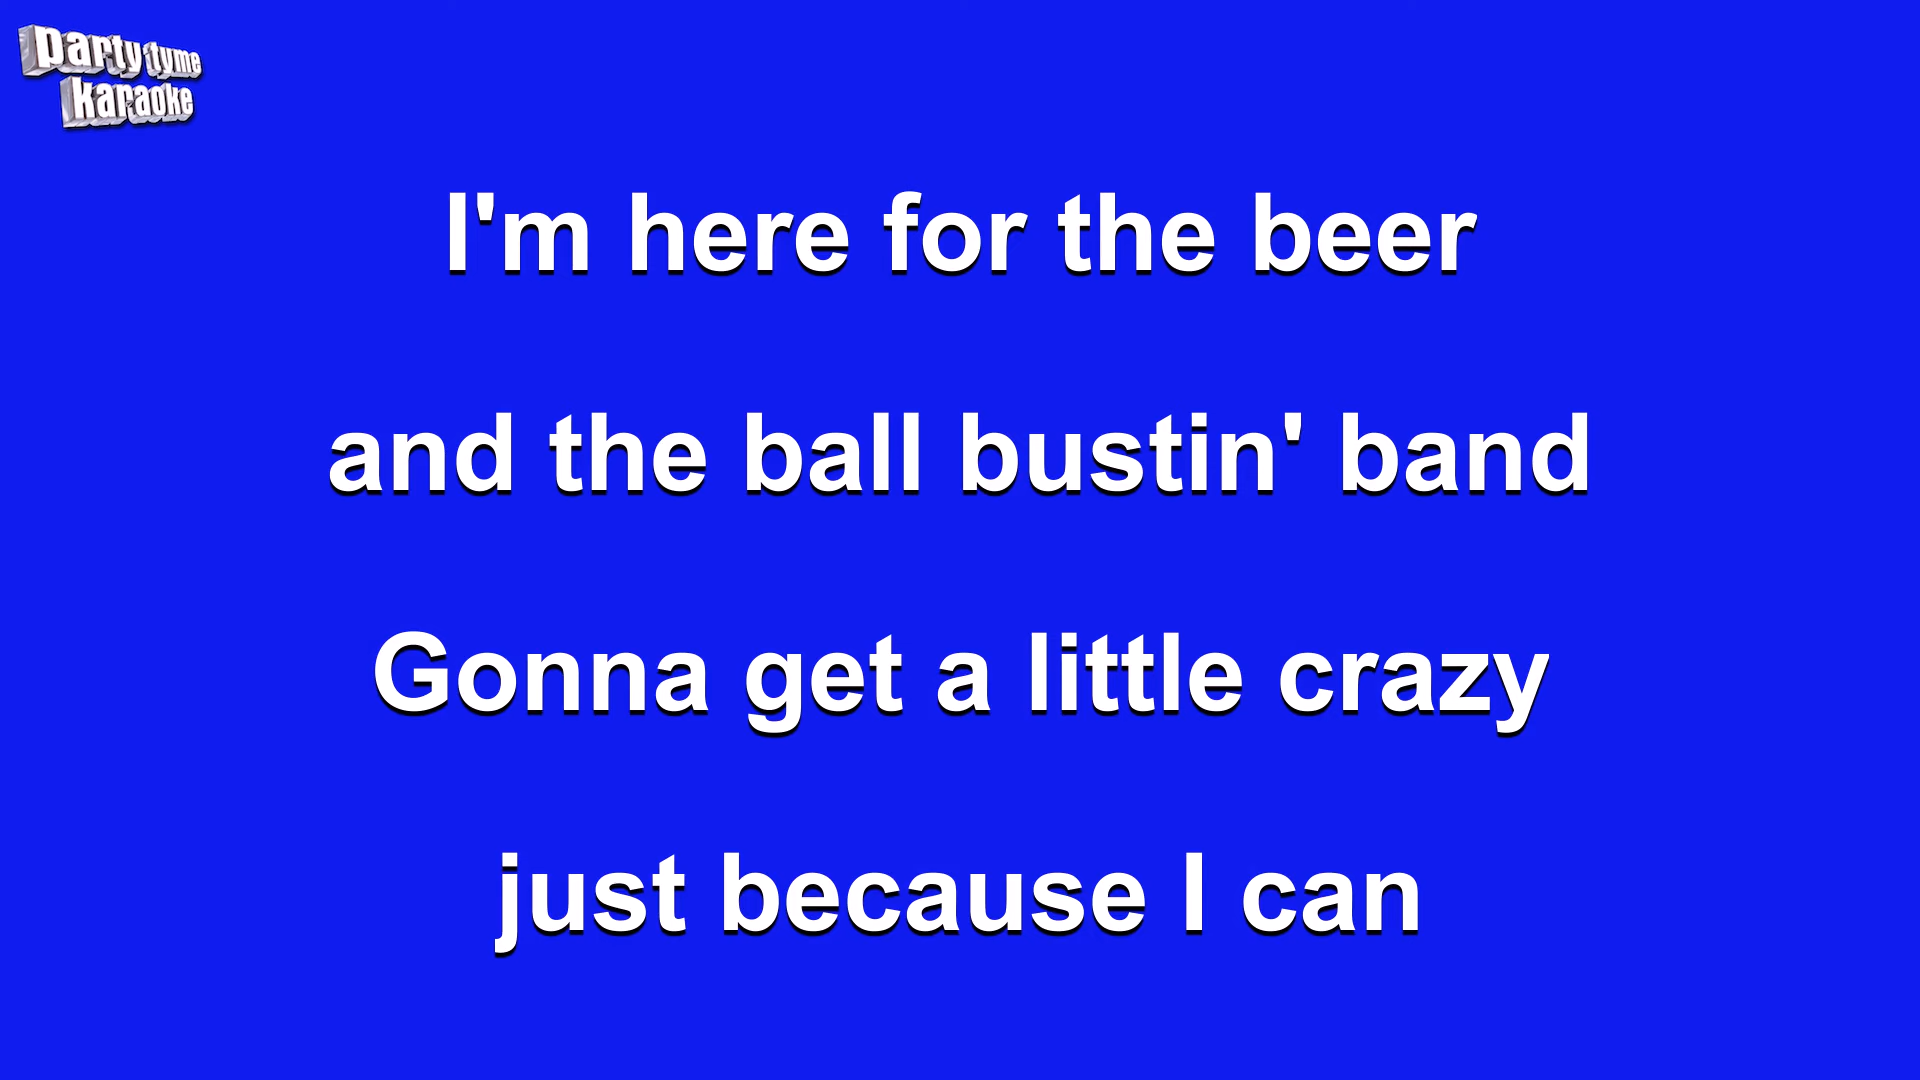 party tyme
karaoke
I'm here for the beer
and the ball bustin' band
Gonna get a little crazy
just because I can